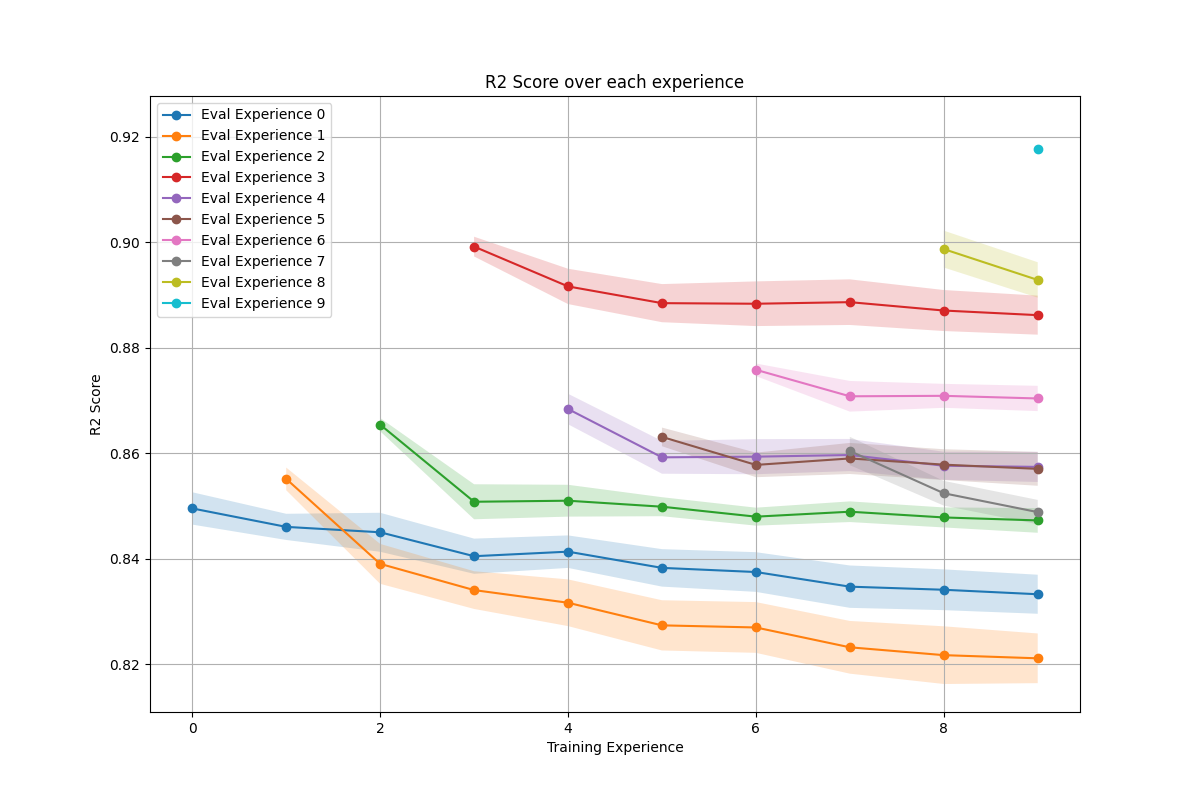 R2 Score over each experience
Eval Experience 0
Eval Experience 1
Eval Experience 2
Eval Experience 3
Eval Experience 4
Eval Experience 5
Eval Experience 6
Eval Experience 7
Eval Experience 8
Eval Experience 9
0.92
0.90
0.88
0.86
0.84
0.82
R2 Score
0 2 4 6 8
Training Experience